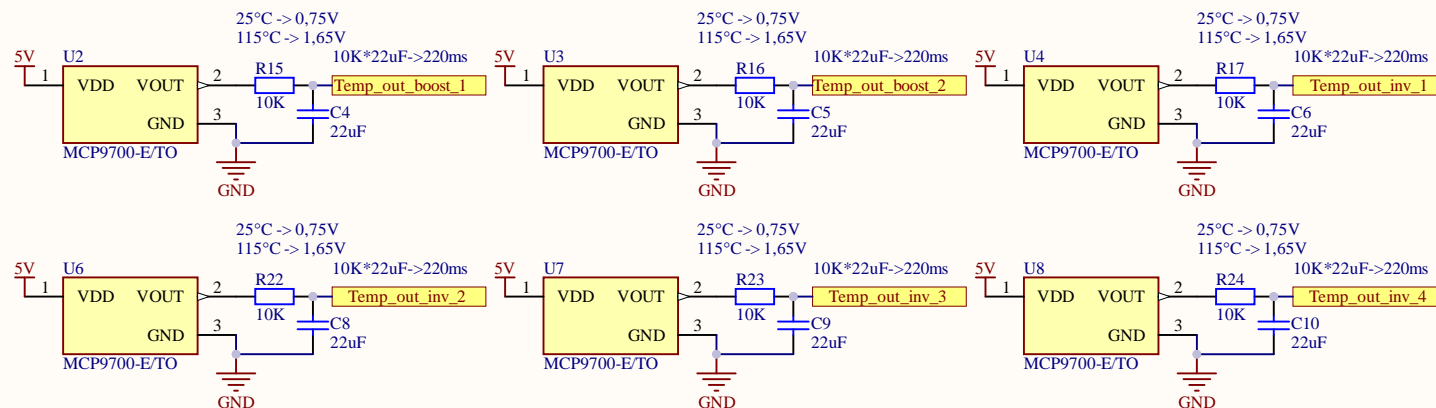 25°C -> 0,75V
115°C -> 1,65V
5V
U2
10K*22uF->220ms
1
VDD
VOUT
2
R15
10K
Temp_out_boost_1
GND
3
C4
22uF
MCP9700-E/TO
GND
25°C -> 0,75V
115°C -> 1,65V
5V
U3
10K*22uF->220ms
1
VDD
VOUT
2
R16
10K
Temp_out_boost_2
GND
3
C5
22uF
MCP9700-E/TO
GND
25°C -> 0,75V
115°C -> 1,65V
5V
U4
10K*22uF->220ms
1
VDD
VOUT
2
R17
10K
Temp_out_inv_1
GND
3
C6
22uF
MCP9700-E/TO
GND
25°C -> 0,75V
115°C -> 1,65V
5V
U6
10K*22uF->220ms
1
VDD
VOUT
2
R22
10K
Temp_out_inv_2
GND
3
C8
22uF
MCP9700-E/TO
GND
25°C -> 0,75V
115°C -> 1,65V
5V
U7
10K*22uF->220ms
1
VDD
VOUT
2
R23
10K
Temp_out_inv_3
GND
3
C9
22uF
MCP9700-E/TO
GND
25°C -> 0,75V
115°C -> 1,65V
5V
U8
10K*22uF->220ms
1
VDD
VOUT
2
R24
10K
Temp_out_inv_4
GND
3
C10
22uF
MCP9700-E/TO
GND